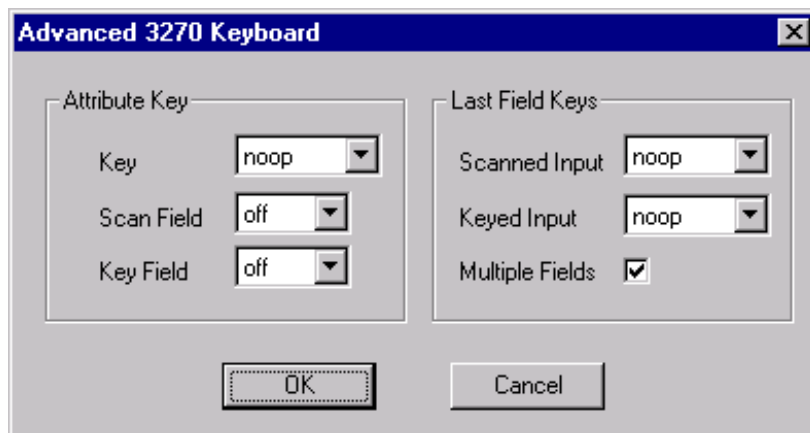 Advanced 3270 Keyboard
Attribute Key
Key noop
Scan Field off
Key Field off
Last Field Keys
Scanned Input noop
Keyed Input noop
Multiple Fields
OK Cancel